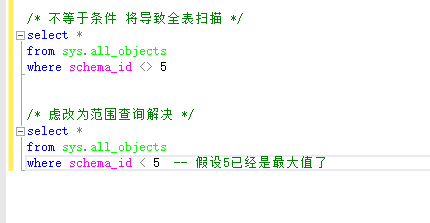 /* 不等于条件 将导致全表扫描 */
select *
from sys.all_objects
where schema_id <> 5
/* 虑改为范围查询解决 */
select *
from sys.all_objects
where schema_id < 5 -- 假设5已经是最大值了